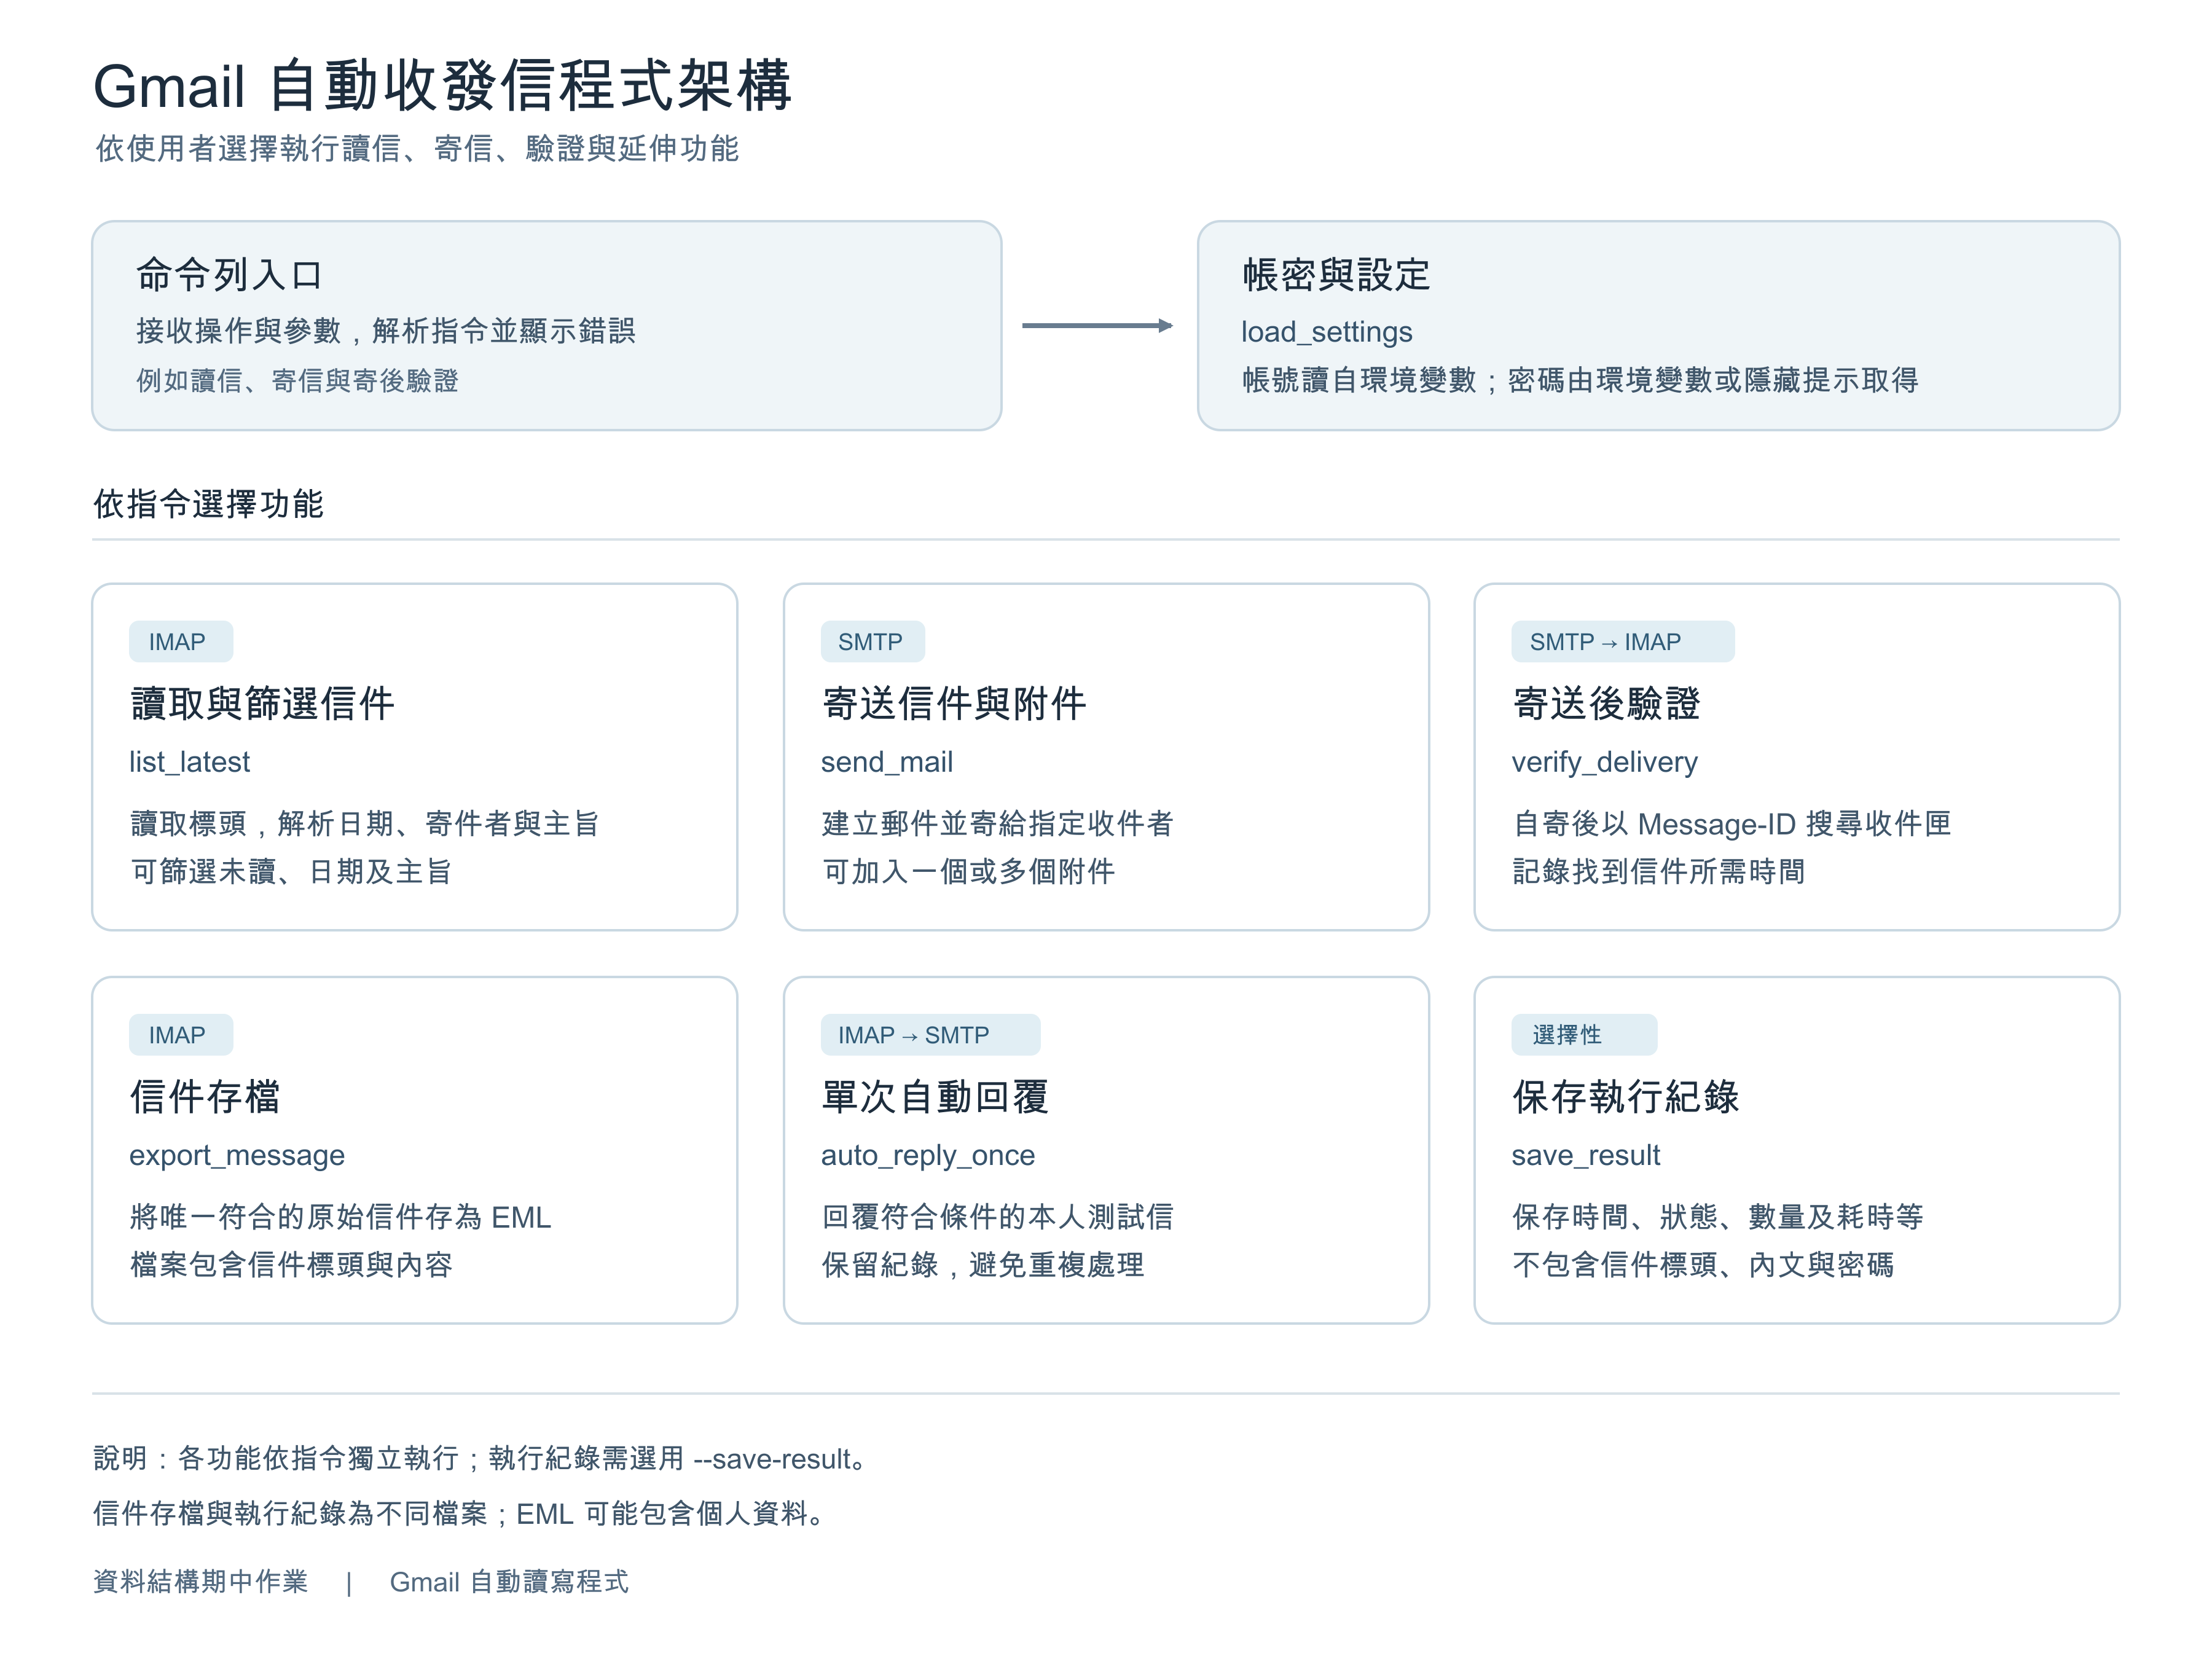 Gmail 自動收發信程式架構
依使用者選擇執行讀信、寄信、驗證與延伸功能
命令列入口
接收操作與參數，解析指令並顯示錯誤
例如讀信、寄信與寄後驗證
帳密與設定
load_settings
帳號讀自環境變數；密碼由環境變數或隱藏提示取得
依指令選擇功能
IMAP
讀取與篩選信件
list_latest
讀取標頭，解析日期、寄件者與主旨
可篩選未讀、日期及主旨
SMTP
寄送信件與附件
send_mail
建立郵件並寄給指定收件者
可加入一個或多個附件
SMTP → IMAP
寄送後驗證
verify_delivery
自寄後以 Message-ID 搜尋收件匣
記錄找到信件所需時間
IMAP
信件存檔
export_message
將唯一符合的原始信件存為 EML
檔案包含信件標頭與內容
IMAP → SMTP
單次自動回覆
auto_reply_once
回覆符合條件的本人測試信
保留紀錄，避免重複處理
選擇性
保存執行紀錄
save_result
保存時間、狀態、數量及耗時等
不包含信件標頭、內文與密碼
說明：各功能依指令獨立執行；執行紀錄需選用 --save-result。
信件存檔與執行紀錄為不同檔案；EML 可能包含個人資料。
資料結構期中作業 | Gmail 自動讀寫程式